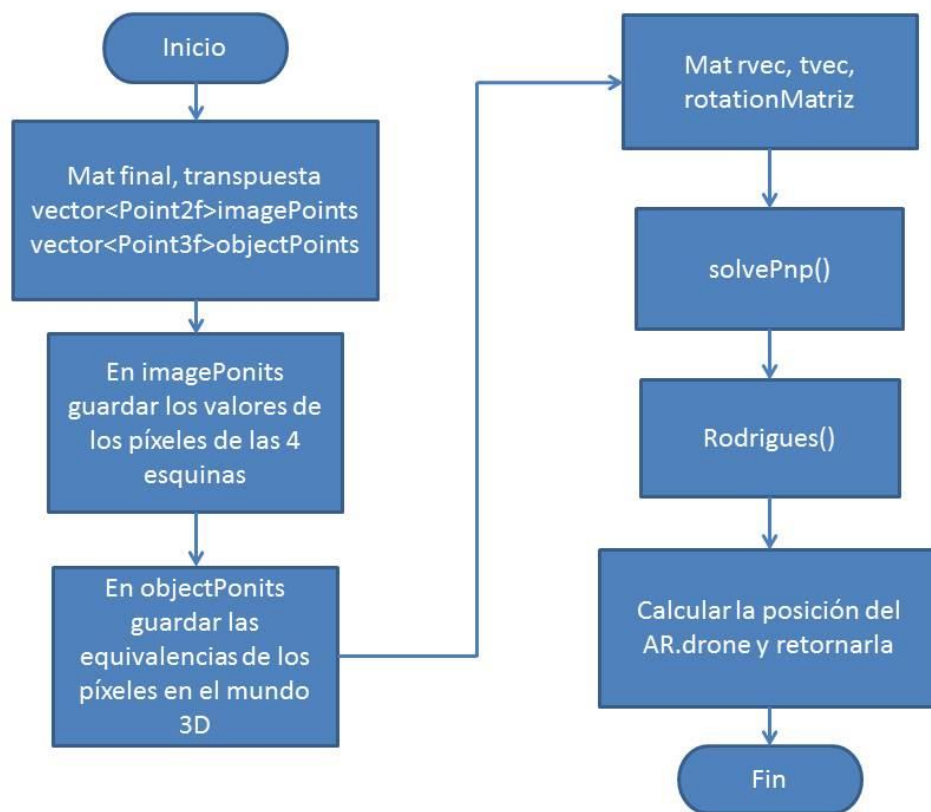 Inicio
Mat final, transpuesta
vector<Point2f>imagePoints
vector<Point3f>objectPoints
En imagePonits
guardar los valores de
los píxeles de las 4
esquinas
En objectPonits
guardar las
equivalencias de los
píxeles en el mundo
3D
Mat rvec, tvec,
rotationMatriz
solvePnp()
Rodrigues()
Calcular la posición del
AR.drone y retornarla
Fin